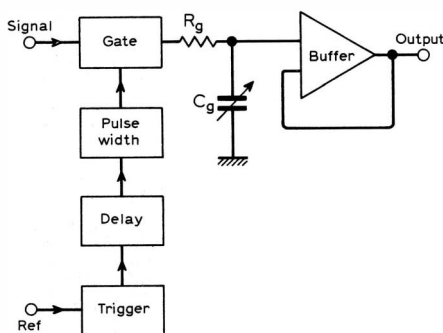 Signal
Gate
Rg
Buffer
Output
Cg
Pulse
width
Delay
Ref
Trigger